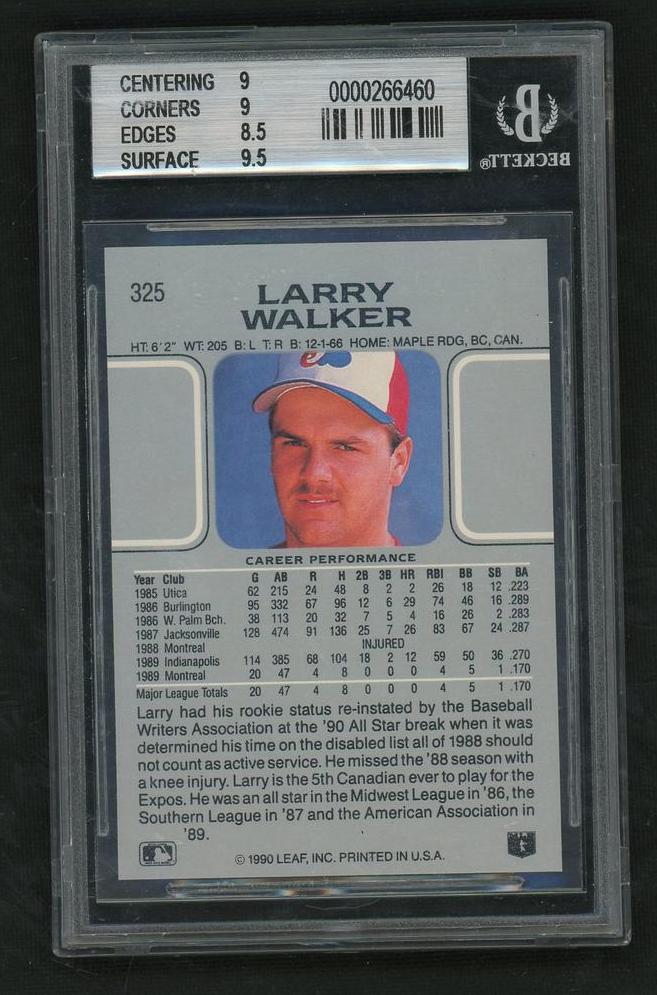 CENTERING 9
CORNERS 9
EDGES 8.5
SURFACE 9.5
0000266460
B
BECKETT®
325
LARRY
WALKER
HT: 6'2" WT: 205 B: L T: R B: 12-1-66 HOME: MAPLE RDG, BC, CAN.
CAREER PERFORMANCE
Year Club G AB R H 2B 3B HR RBI BB SB BA
1985 Utica 62 215 24 48 8 2 2 26 18 12 .223
1986 Burlington 95 332 67 96 12 6 29 74 46 16 .289
1986 W. Palm Bch. 38 113 20 32 7 5 4 16 26 2 .283
1987 Jacksonville 128 474 91 136 25 7 26 83 67 24 .287
1988 Montreal INJURED
1989 Indianapolis 114 385 68 104 18 2 12 59 50 36 .270
1989 Montreal 20 47 4 8 0 0 0 4 5 1 .170
Major League Totals 20 47 4 8 0 0 0 4 5 1 .170
Larry had his rookie status re-instated by the Baseball
Writers Association at the '90 All Star break when it was
determined his time on the disabled list all of 1988 should
not count as active service. He missed the '88 season with
a knee injury. Larry is the 5th Canadian ever to play for the
Expos. He was an all star in the Midwest League in '86, the
Southern League in '87 and the American Association in
'89.
© 1990 LEAF, INC. PRINTED IN U.S.A.